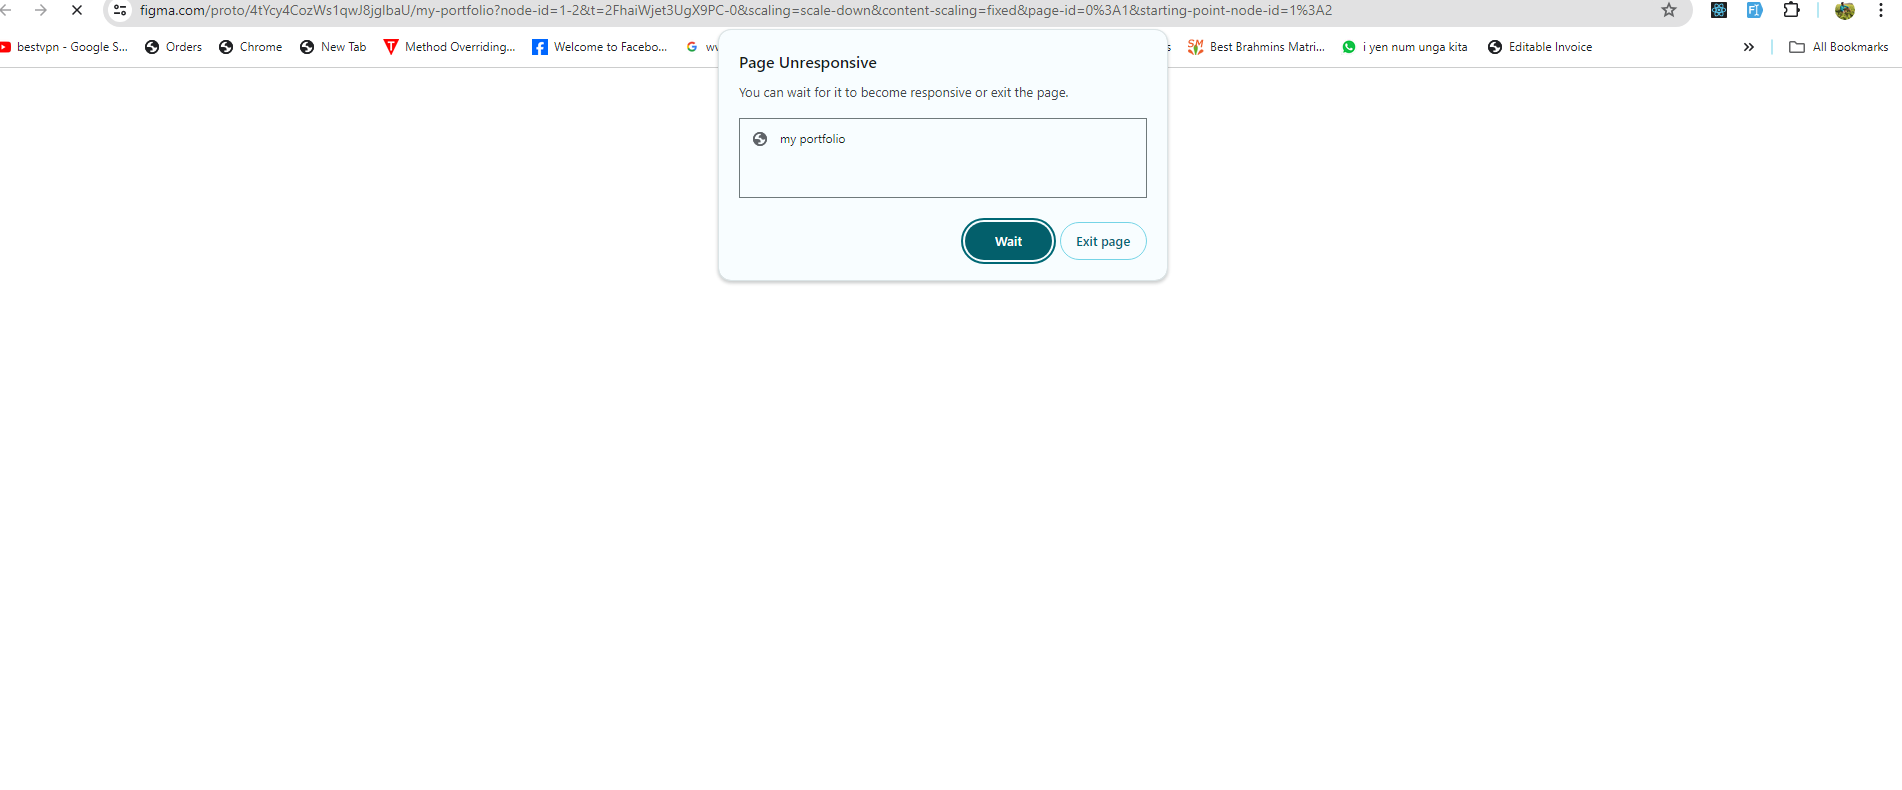 figma.com/proto/4tYcy4CozWs1qwJ8jglbaU/my-portfolio?node-id=1-2&t=2FhaiWjet3UgX9PC-0&scaling=scale-down&content-scaling=fixed&page-id=0%3A1&starting-point-node-id=1%3A2
bestvpn - Google S...
Orders
Chrome
New Tab
Method Overriding...
Welcome to Facebo...
Best Brahmins Matri...
i yen num unga kita
Editable Invoice
All Bookmarks
Page Unresponsive
You can wait for it to become responsive or exit the page.
my portfolio
Wait
Exit page